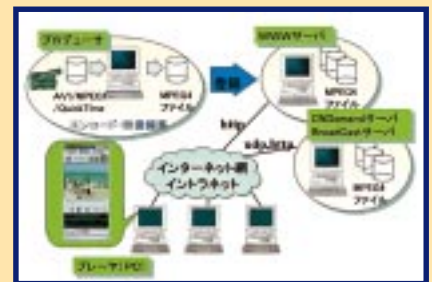 プロデューサ
AVI/MPEG1
/QuickTime
MPEG4
ファイル
エンコード・映像編集
登録
WWWサーバ
MPEG4
ファイル
http
OnDemandサーバ
BroadCastサーバ
MPEG4
ファイル
udp,http
インターネット網
イントラネット
プレーヤ(PC)